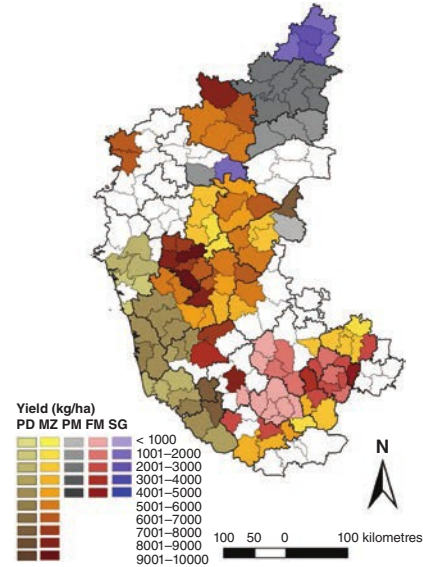 Yield (kg/ha)
PD MZ PM FM SG
< 1000
1001–2000
2001–3000
3001–4000
4001–5000
5001–6000
6001–7000
7001–8000
8001–9000
9001–10000
N
100 50 0 100 kilometres